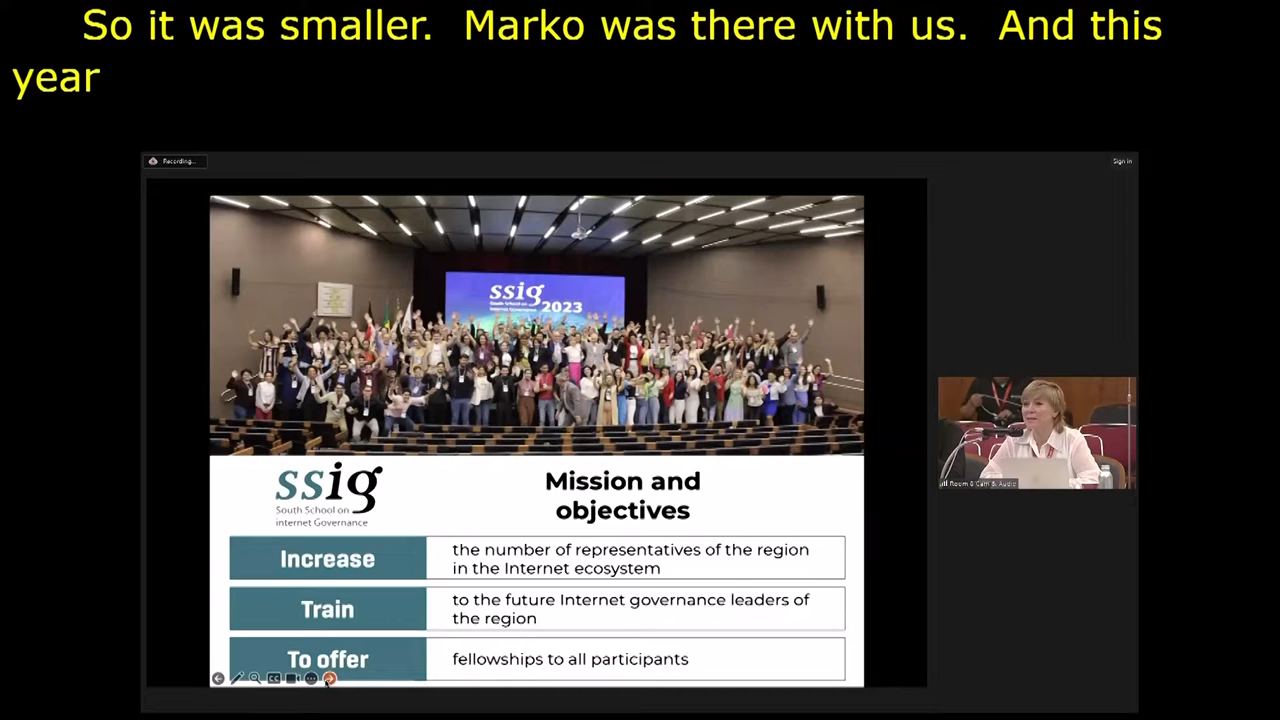 So it was smaller.  Marko was there with us.  And this
year
Recording...
Sign in
ssig
South School on
Internet Governance
2023
ssig
South School on
internet Governance
Mission and
objectives
Increase
the number of representatives of the region
in the Internet ecosystem
Train
to the future Internet governance leaders of
the region
To offer
fellowships to all participants
Room & Cam & Audio